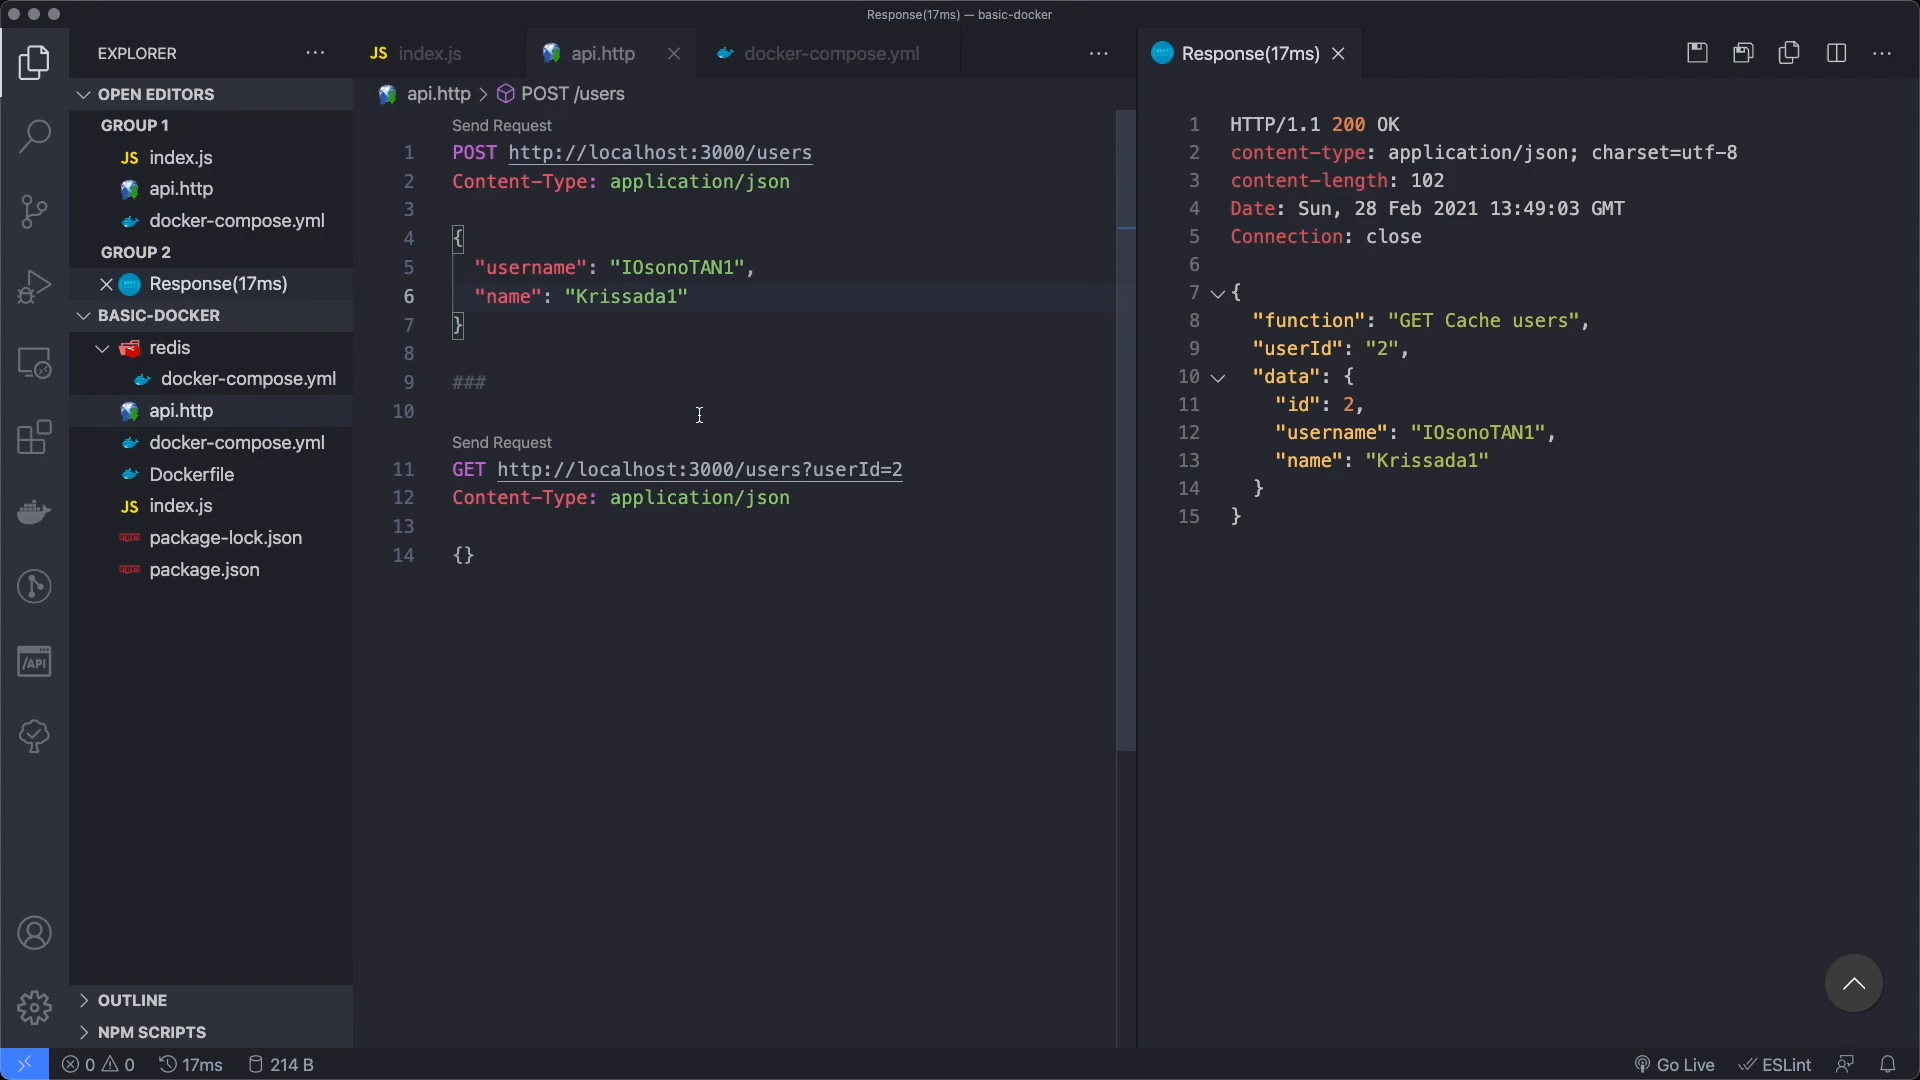 Response(17ms) — basic-docker
EXPLORER
OPEN EDITORS
GROUP 1
JS index.js
api.http
docker-compose.yml
GROUP 2
Response(17ms)
BASIC-DOCKER
redis
docker-compose.yml
api.http
docker-compose.yml
Dockerfile
JS index.js
package-lock.json
package.json
OUTLINE
NPM SCRIPTS
/API
JS index.js
api.http
docker-compose.yml
api.http > POST /users
Send Request
1 POST http://localhost:3000/users
2 Content-Type: application/json
3
4 {
5 "username": "IOsonoTAN1",
6 "name": "Krissada1"
7 }
8
9 ###
10
Send Request
11 GET http://localhost:3000/users?userId=2
12 Content-Type: application/json
13
14 {}
Response(17ms)
1 HTTP/1.1 200 OK
2 content-type: application/json; charset=utf-8
3 content-length: 102
4 Date: Sun, 28 Feb 2021 13:49:03 GMT
5 Connection: close
6
7 {
8 "function": "GET Cache users",
9 "userId": "2",
10 "data": {
11 "id": 2,
12 "username": "IOsonoTAN1",
13 "name": "Krissada1"
14 }
15 }
0 0 17ms 214 B
Go Live ESLint